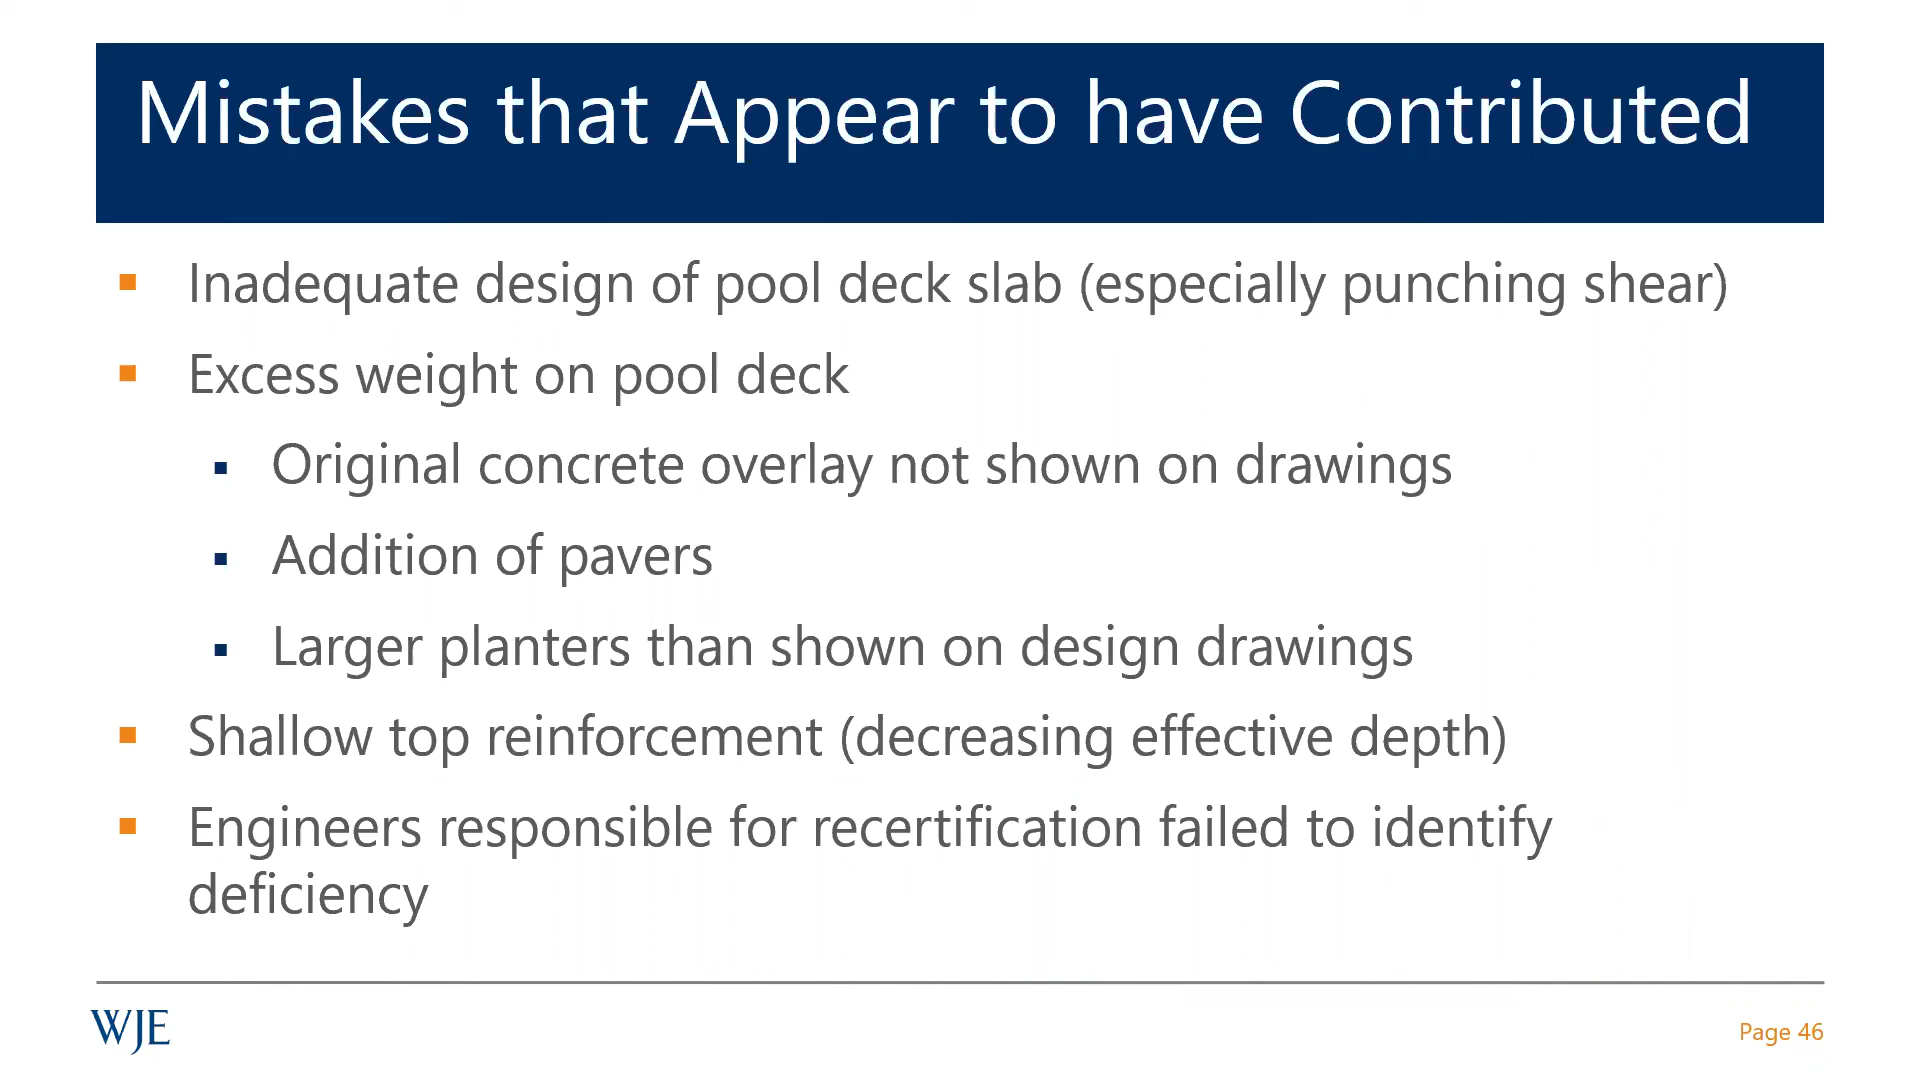 Mistakes that Appear to have Contributed
▪ Inadequate design of pool deck slab (especially punching shear)
▪ Excess weight on pool deck
▪ Original concrete overlay not shown on drawings
▪ Addition of pavers
▪ Larger planters than shown on design drawings
▪ Shallow top reinforcement (decreasing effective depth)
▪ Engineers responsible for recertification failed to identify
deficiency
WJE
Page 46